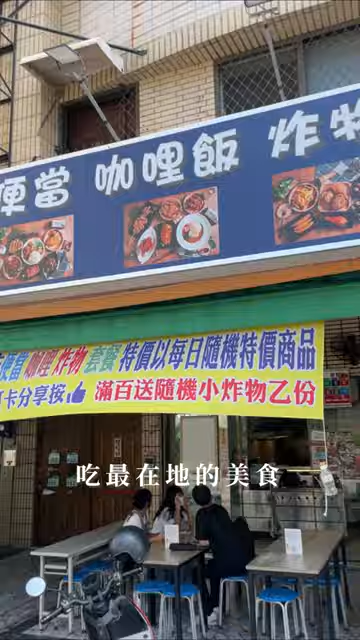 便當 咖哩飯 炸物
便當 咖哩 炸物 套餐 特價以每日隨機特價商品
打卡分享按 滿百送隨機小炸物乙份
吃最在地的美食